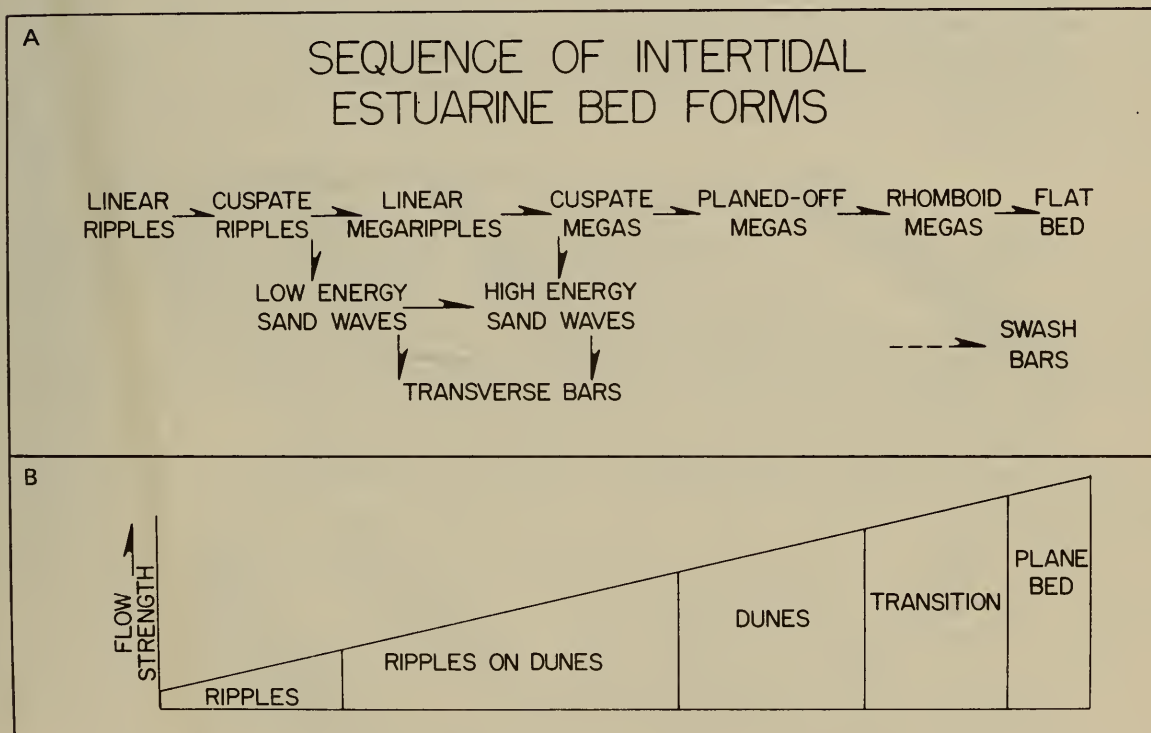 A
SEQUENCE OF INTERTIDAL
ESTUARINE BED FORMS
LINEAR
RIPPLES
CUSPATE
RIPPLES
LINEAR
MEGARIPPLES
CUSPATE
MEGAS
PLANED-OFF
MEGAS
RHOMBOID
MEGAS
FLAT
BED
LOW ENERGY
SAND WAVES
HIGH ENERGY
SAND WAVES
SWASH
BARS
TRANSVERSE BARS
B
FLOW
STRENGTH
RIPPLES
RIPPLES ON DUNES
DUNES
TRANSITION
PLANE
BED